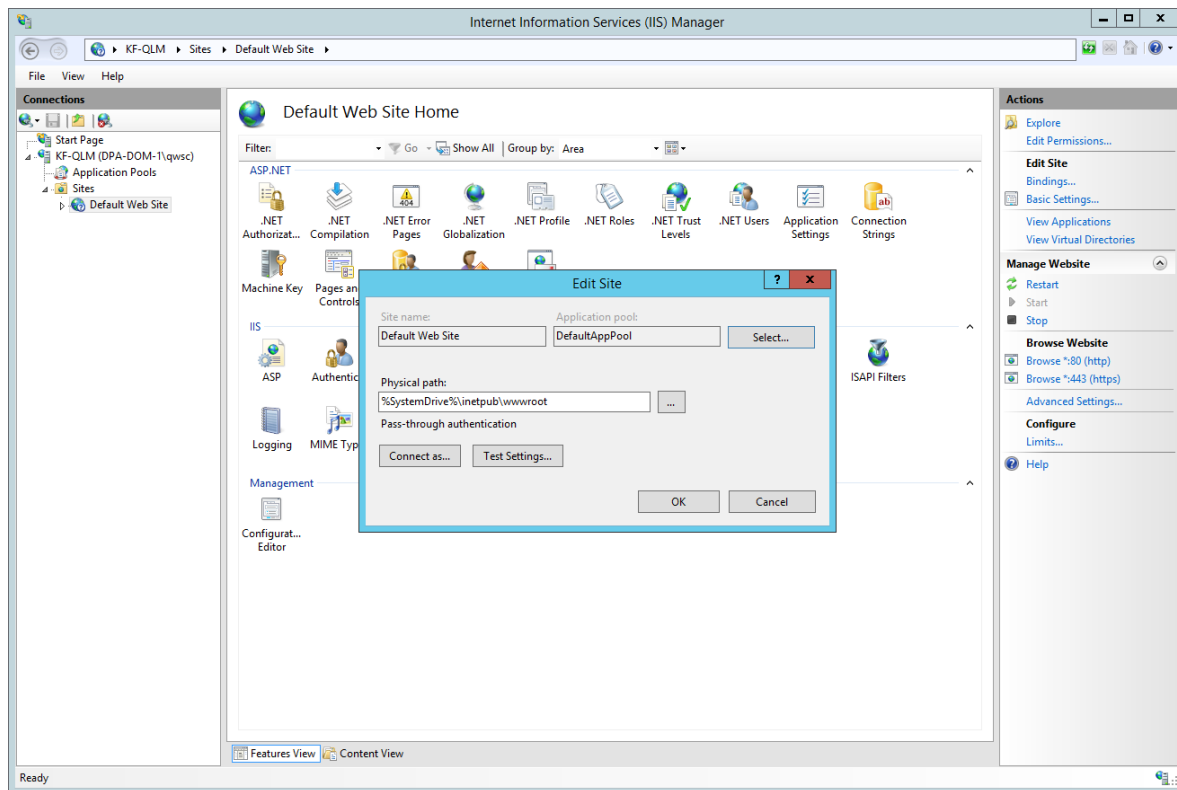 Internet Information Services (IIS) Manager
KF-QLM Sites Default Web Site
File View Help
Connections
Start Page
KF-QLM (DPA-DOM-1\qwsc)
Application Pools
Sites
Default Web Site
Default Web Site Home
Filter: Go Show All Group by: Area
ASP.NET
.NET Authorizat...
.NET Compilation
.NET Error Pages
404
.NET Globalization
.NET Profile
.NET Roles
.NET Trust Levels
.NET Users
Application Settings
Connection Strings
ab
Machine Key
Pages an
Controls
IIS
ASP
Authentic
ISAPI Filters
Logging
MIME Typ
Management
Configurat...
Editor
Edit Site
?
x
Site name:
Application pool:
Default Web Site
DefaultAppPool
Select...
Physical path:
%SystemDrive%\inetpub\wwwroot
...
Pass-through authentication
Connect as...
Test Settings...
OK
Cancel
Features View
Content View
Actions
Explore
Edit Permissions...
Edit Site
Bindings...
Basic Settings...
View Applications
View Virtual Directories
Manage Website
Restart
Start
Stop
Browse Website
Browse *:80 (http)
Browse *:443 (https)
Advanced Settings...
Configure
Limits...
Help
Ready